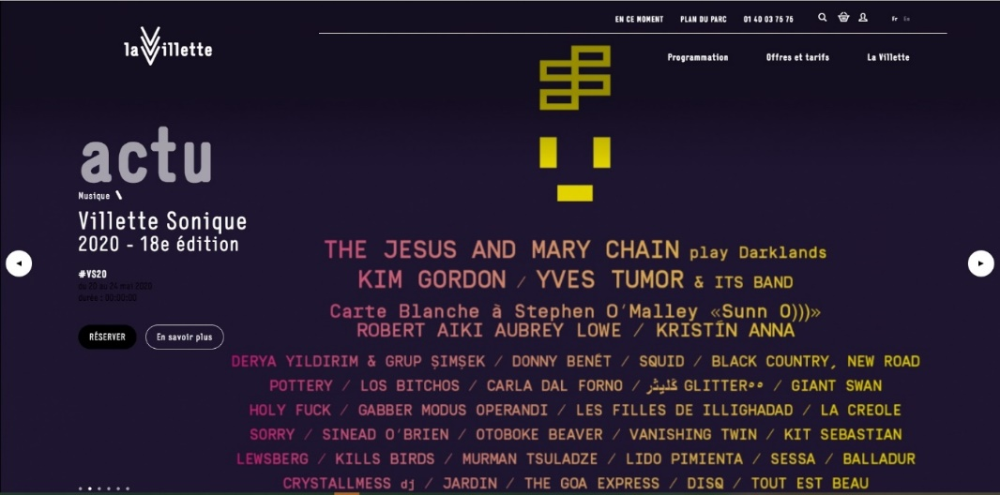 EN CE MOMENT PLAN DU PARC 01 40 03 75 75 Fr En
la Villette
Programmation Offres et tarifs La Villette
actu
Musique \
Villette Sonique
2020 - 18e édition
#VS20
du 20 au 24 mai 2020
durée : 00:00:00
RÉSERVER En savoir plus
THE JESUS AND MARY CHAIN play Darklands
KIM GORDON / YVES TUMOR & ITS BAND
Carte Blanche à Stephen O'Malley «Sunn O)))»
ROBERT AIKI AUBREY LOWE / KRISTÍN ANNA
DERYA YILDIRIM & GRUP ŞIMŞEK / DONNY BENÉT / SQUID / BLACK COUNTRY, NEW ROAD
POTTERY / LOS BITCHOS / CARLA DAL FORNO / GLITTER٥٥ / GIANT SWAN
HOLY FUCK / GABBER MODUS OPERANDI / LES FILLES DE ILLIGHADAD / LA CREOLE
SORRY / SINEAD O'BRIEN / OTOBOKE BEAVER / VANISHING TWIN / KIT SEBASTIAN
LEWSBERG / KILLS BIRDS / MURMAN TSULADZE / LIDO PIMIENTA / SESSA / BALLADUR
CRYSTALLMESS dj / JARDIN / THE GOA EXPRESS / DISQ / TOUT EST BEAU